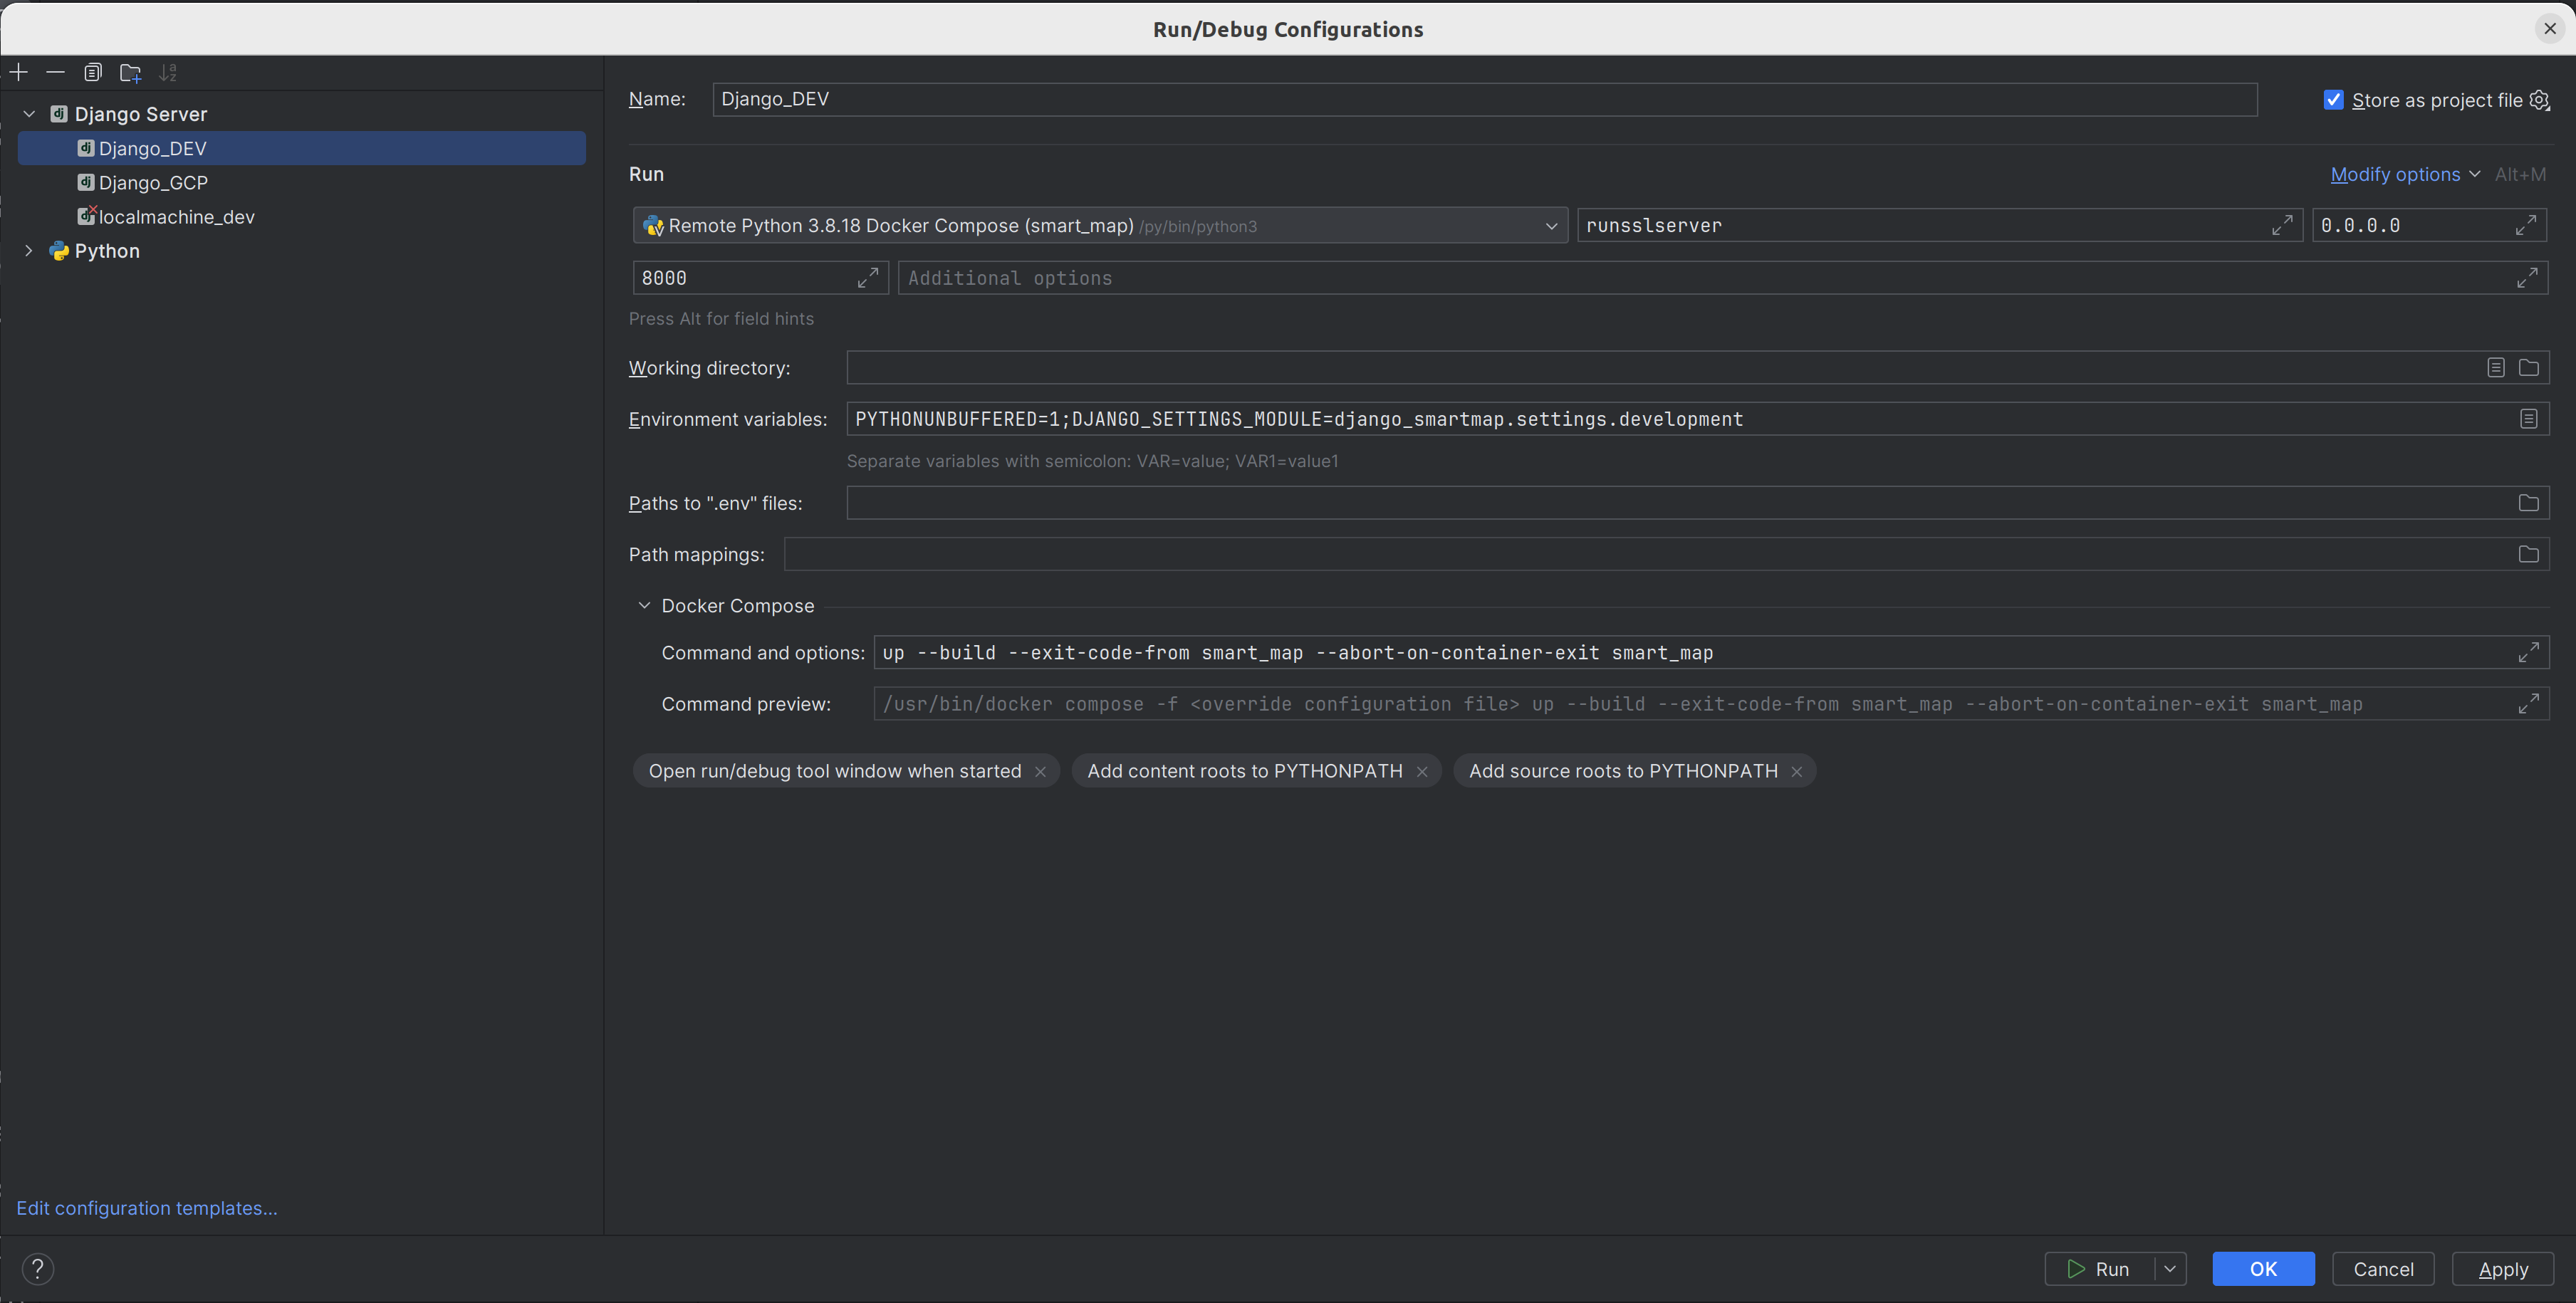 Run/Debug Configurations
Django Server
Django_DEV
Django_GCP
localmachine_dev
Python
Edit configuration templates...
Name: Django_DEV Store as project file
Run Modify options Alt+M
Remote Python 3.8.18 Docker Compose (smart_map) /py/bin/python3 runsslserver 0.0.0.0
8000 Additional options
Press Alt for field hints
Working directory:
Environment variables: PYTHONUNBUFFERED=1;DJANGO_SETTINGS_MODULE=django_smartmap.settings.development
Separate variables with semicolon: VAR=value; VAR1=value1
Paths to ".env" files:
Path mappings:
Docker Compose
Command and options: up --build --exit-code-from smart_map --abort-on-container-exit smart_map
Command preview: /usr/bin/docker compose -f <override configuration file> up --build --exit-code-from smart_map --abort-on-container-exit smart_map
Open run/debug tool window when started Add content roots to PYTHONPATH Add source roots to PYTHONPATH
? Run OK Cancel Apply